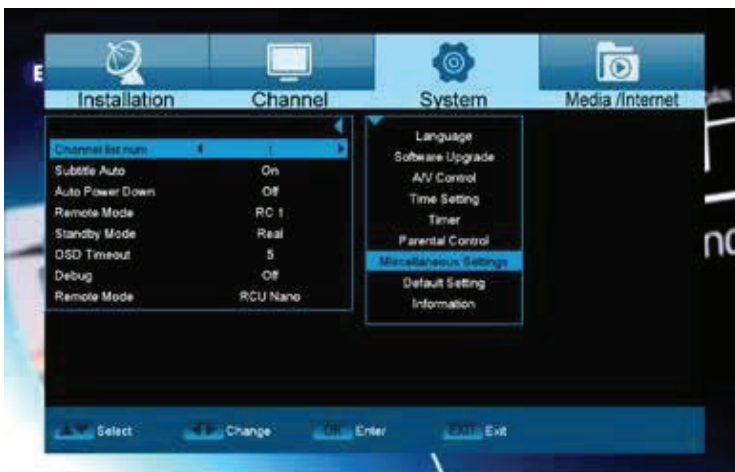 Installation Channel System Media /Internet
Channel list num 1
Subtitle Auto On
Auto Power Down Off
Remote Mode RC 1
Standby Mode Real
OSD Timeout 5
Debug Off
Remote Mode RCU Nano
Language
Software Upgrade
A/V Control
Time Setting
Timer
Parental Control
Miscellaneous Settings
Default Setting
Information
Select Change OK Enter EXIT Exit